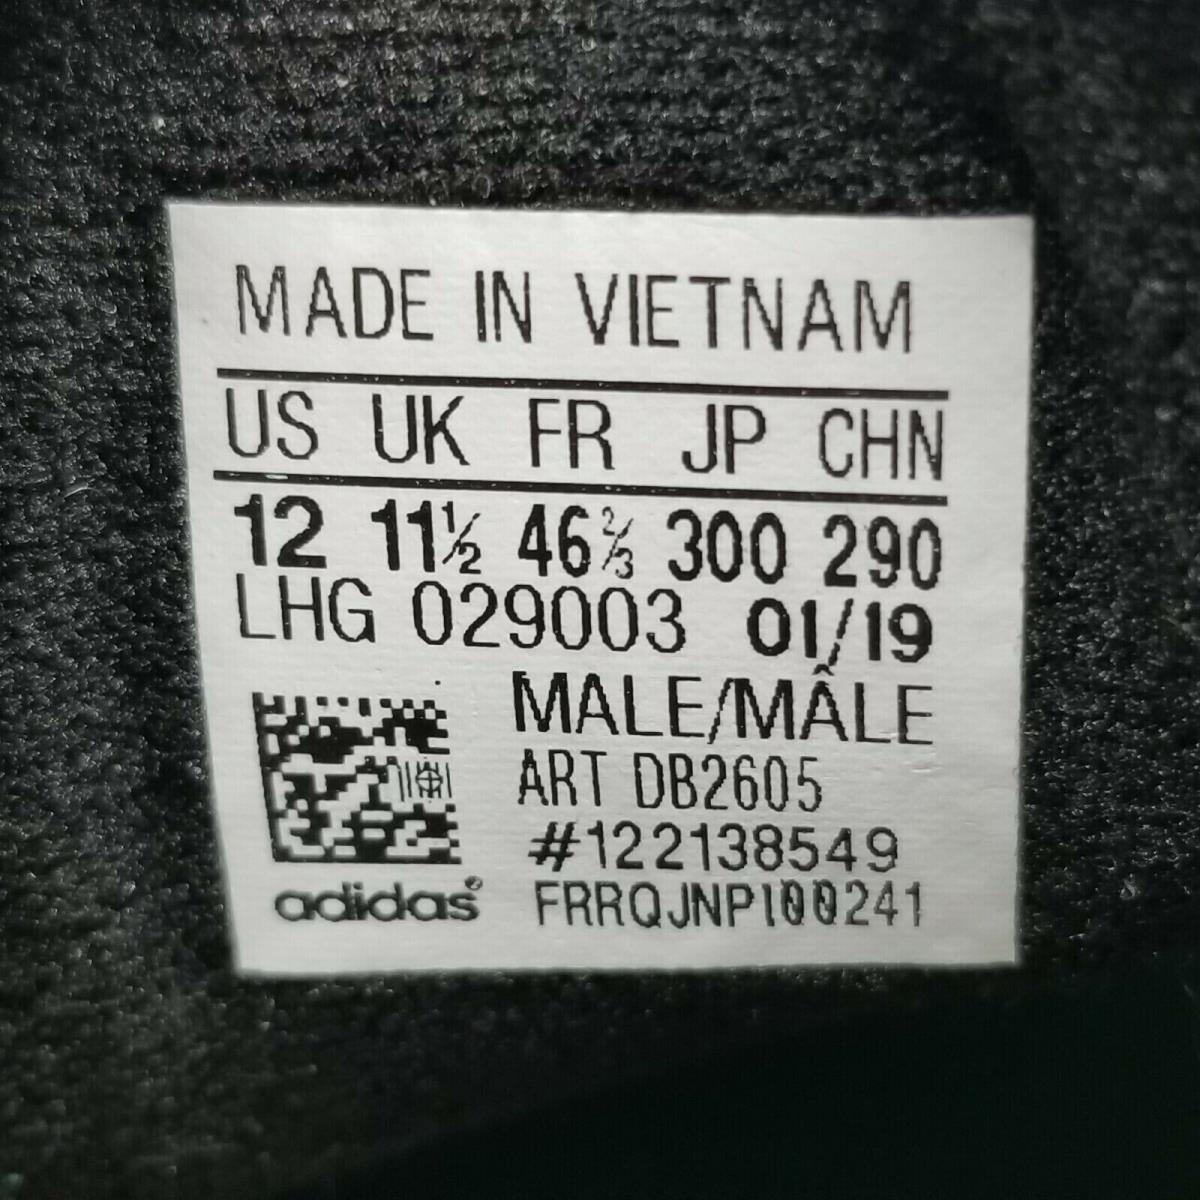 MADE IN VIETNAM
US UK FR JP CHN
12 11½ 46⅔ 300 290
LHG 029003 01/19
MALE/MÂLE
ART DB2605
#122138549
adidas® FRRQJNP100241